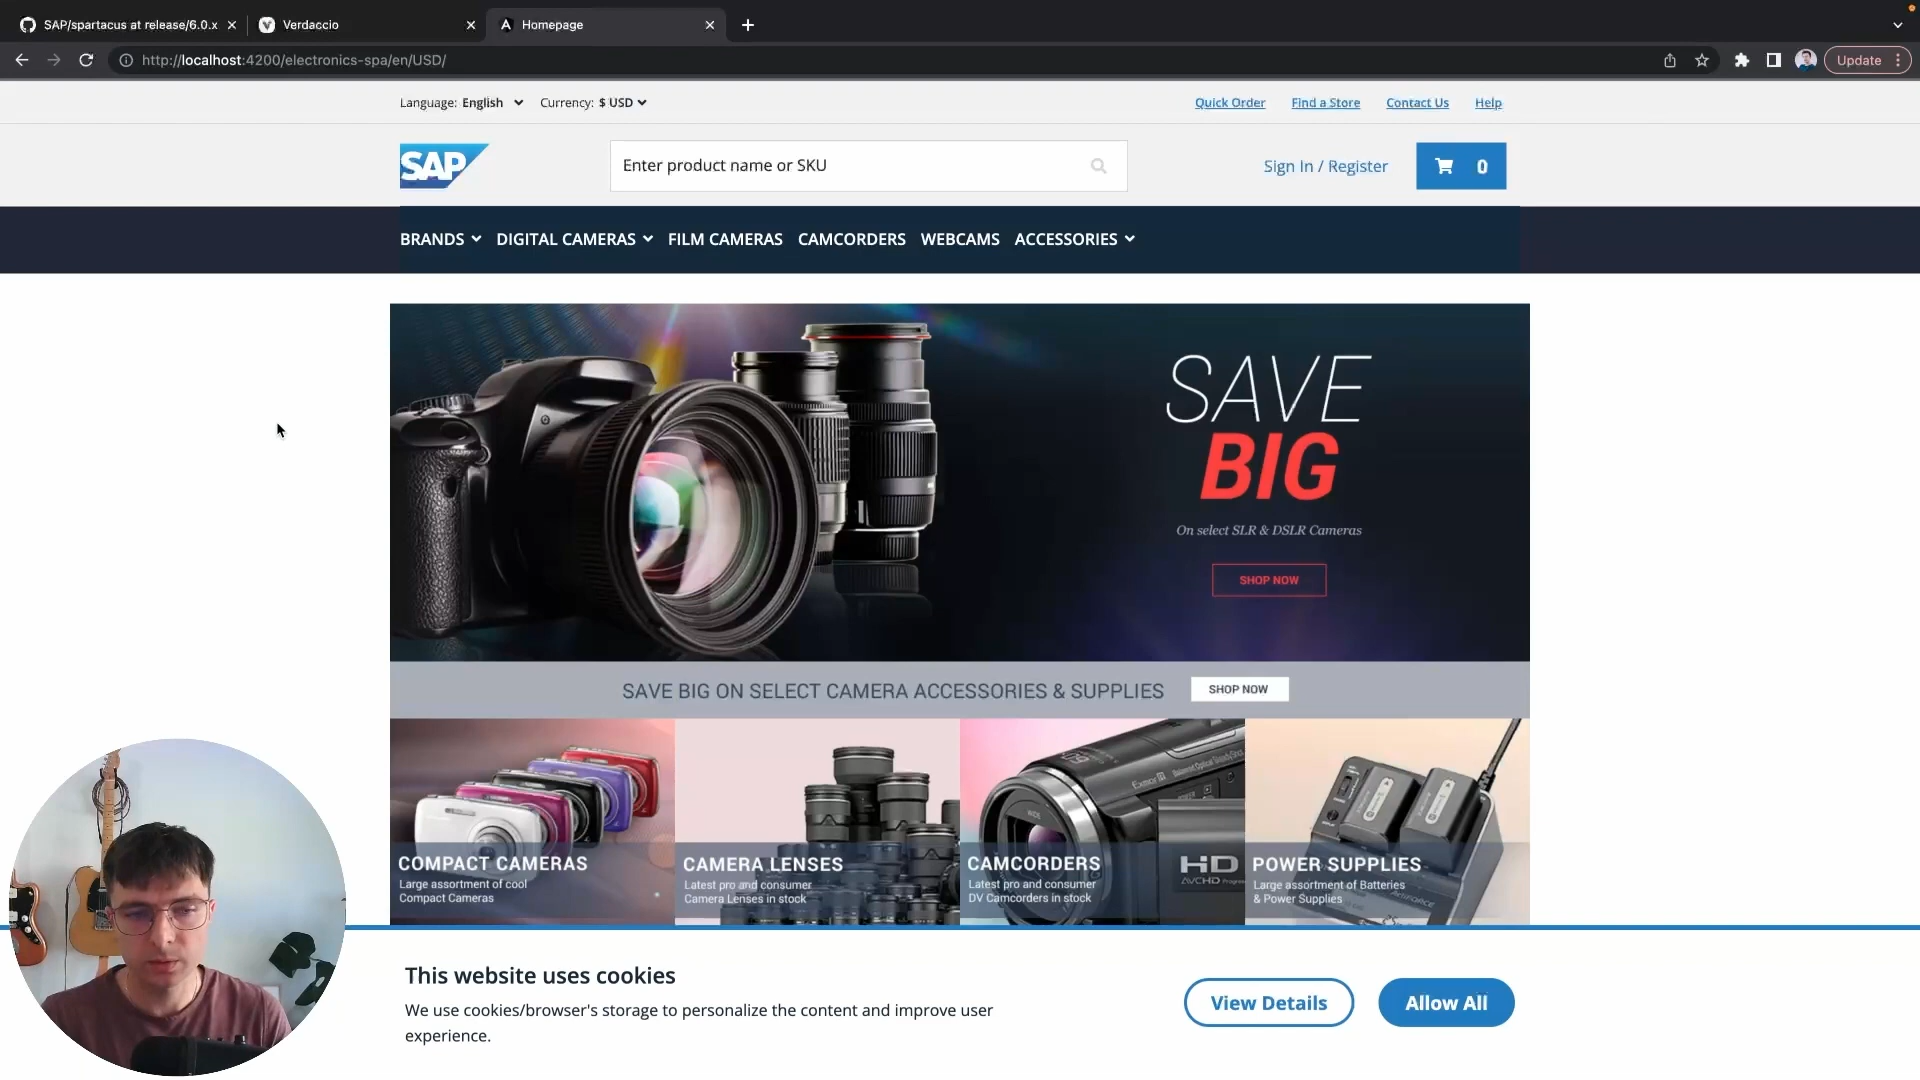 SAP/spartacus at release/6.0.x
Verdaccio
Homepage
http://localhost:4200/electronics-spa/en/USD/
Update
Language: English
Currency: $ USD
Quick Order
Find a Store
Contact Us
Help
SAP
Enter product name or SKU
Sign In / Register
0
BRANDS
DIGITAL CAMERAS
FILM CAMERAS
CAMCORDERS
WEBCAMS
ACCESSORIES
SAVE
BIG
On select SLR & DSLR Cameras
SHOP NOW
SAVE BIG ON SELECT CAMERA ACCESSORIES & SUPPLIES
SHOP NOW
COMPACT CAMERAS
Large assortment of cool
Compact Cameras
CAMERA LENSES
Latest pro and consumer
Camera Lenses in stock
CAMCORDERS
Latest pro and consumer
DV Camcorders in stock
HD
AVCHD Progressive
POWER SUPPLIES
Large assortment of Batteries
& Power Supplies
This website uses cookies
We use cookies/browser's storage to personalize the content and improve user
experience.
View Details
Allow All